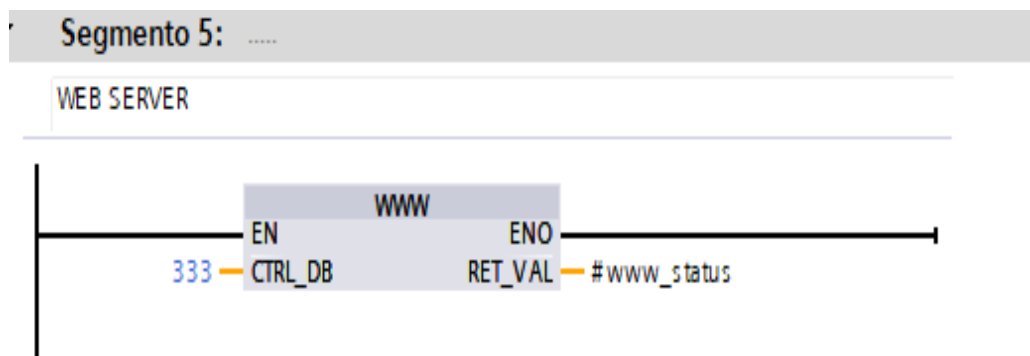 Segmento 5: .....
WEB SERVER
WWW
EN ENO
333 CTRL_DB RET_VAL #www_status